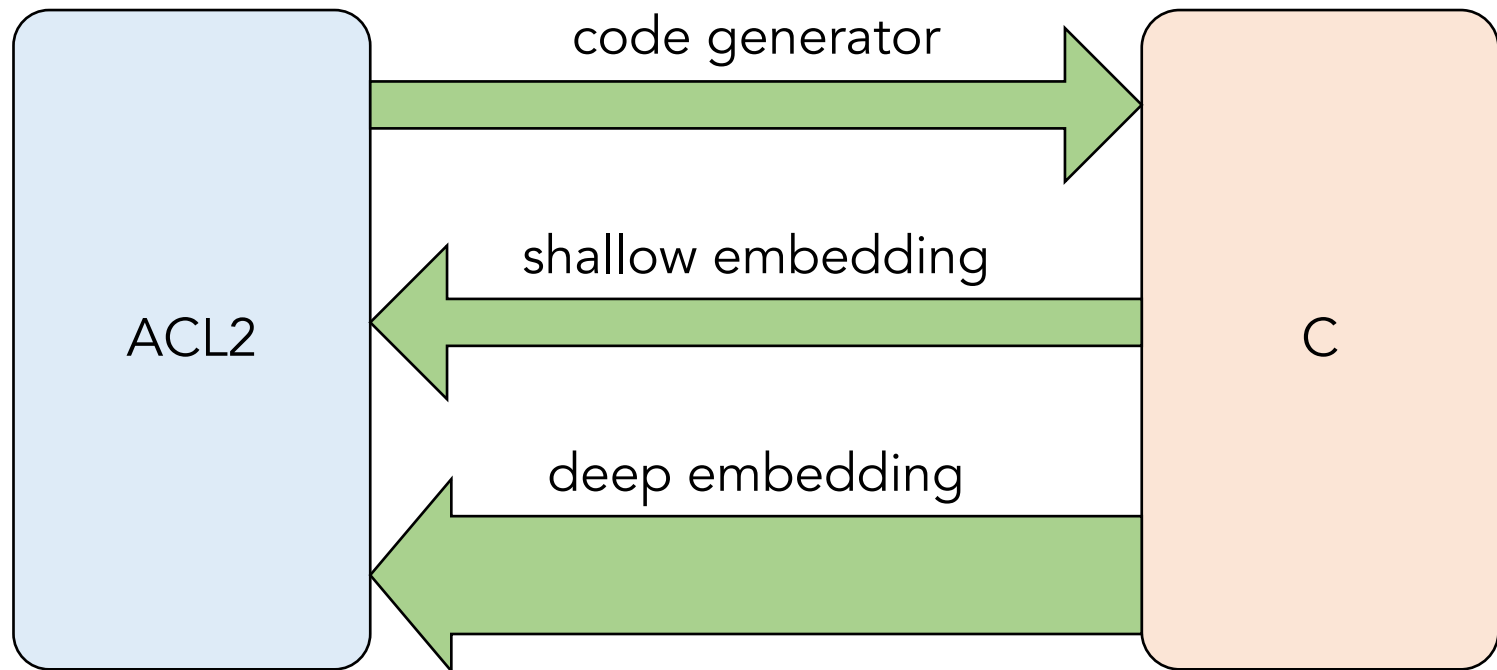 code generator
shallow embedding
ACL2
C
deep embedding